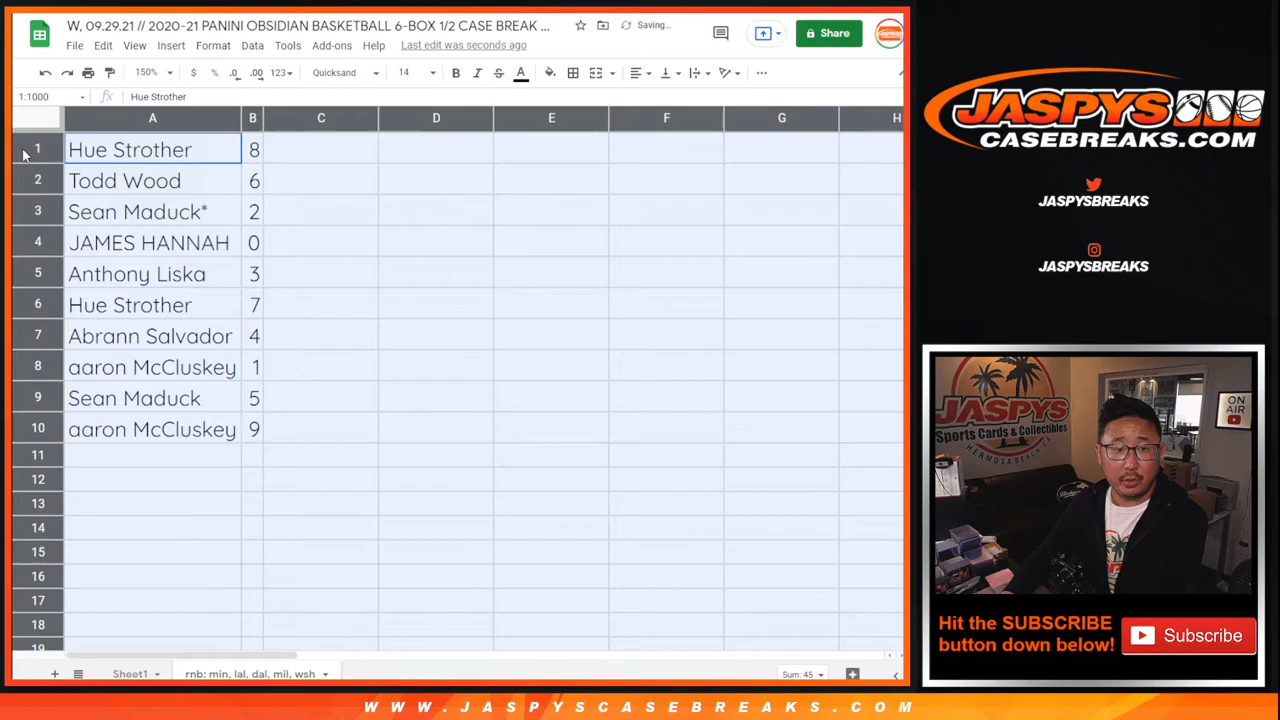 W, 09.29.21 // 2020-21 PANINI OBSIDIAN BASKETBALL 6-BOX 1/2 CASE BREAK ...
Saving...
File Edit View Insert Format Data Tools Add-ons Help Last edit was seconds ago
Share
150% $ % .0 .00 123 Quicksand 14 B I S A
1:1000 Hue Strother
A B C D E F G H
1 Hue Strother 8
2 Todd Wood 6
3 Sean Maduck* 2
4 JAMES HANNAH 0
5 Anthony Liska 3
6 Hue Strother 7
7 Abrann Salvador 4
8 aaron McCluskey 1
9 Sean Maduck 5
10 aaron McCluskey 9
11
12
13
14
15
16
17
18
19
Sheet1 rnb: min, lal, dal, mil, wsh Sum: 45
JASPYS
CASEBREAKS.COM
JASPYSBREAKS
JASPYSBREAKS
JASPYS
Sports Cards & Collectibles
HERMOSA BEACH CA
ON AIR
Hit the SUBSCRIBE
button down below!
Subscribe
WWW.JASPYSCASEBREAKS.COM